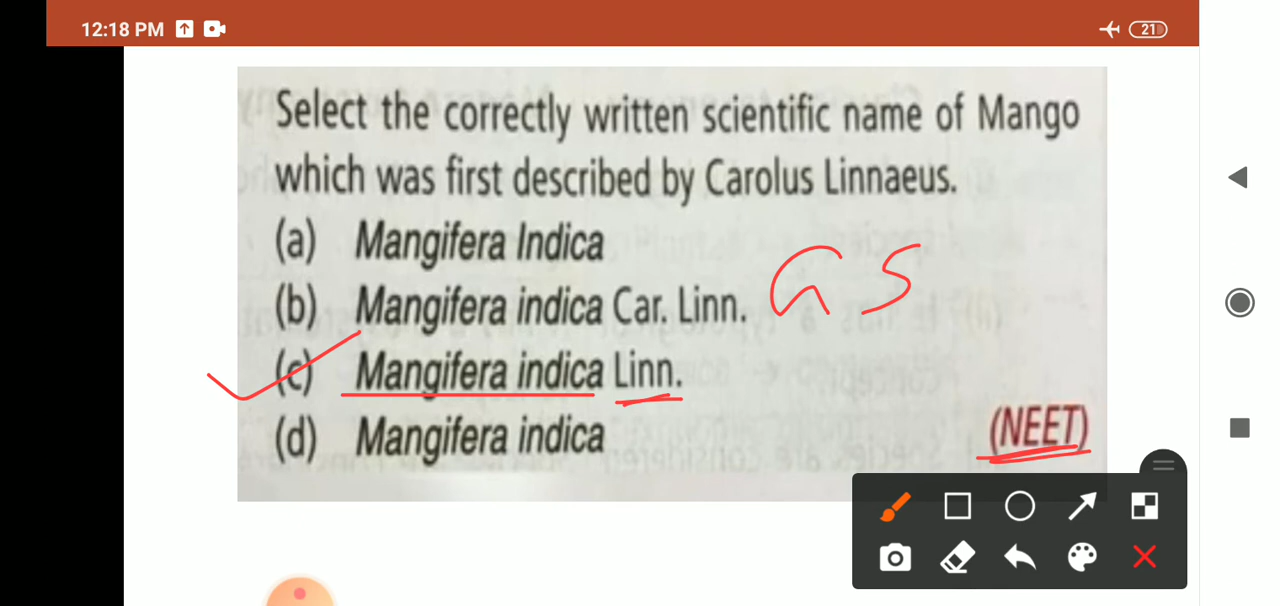 12:18 PM
21
Select the correctly written scientific name of Mango
which was first described by Carolus Linnaeus.
(a) Mangifera Indica
(b) Mangifera indica Car. Linn.
(c) Mangifera indica Linn.
(d) Mangifera indica
(NEET)